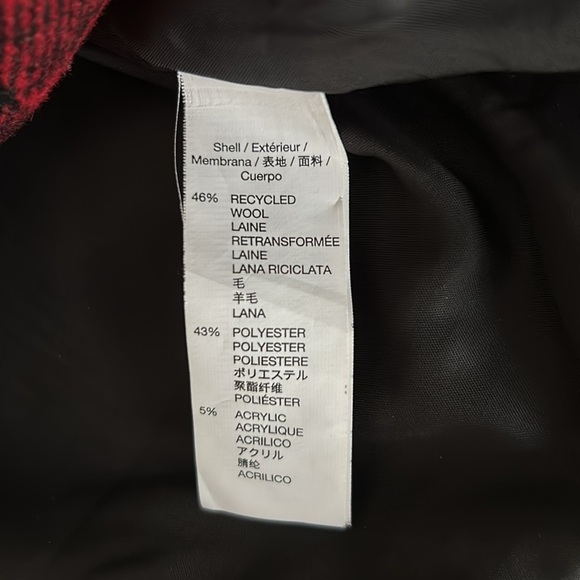 Shell / Extérieur /
Membrana / 表地 / 面料 /
Cuerpo
46% RECYCLED
WOOL
LAINE
RETRANSFORMÉE
LAINE
LANA RICICLATA
毛
羊毛
LANA
43% POLYESTER
POLYESTER
POLIESTERE
ポリエステル
聚酯纤维
POLIÉSTER
5% ACRYLIC
ACRYLIQUE
ACRILICO
アクリル
腈纶
ACRILICO